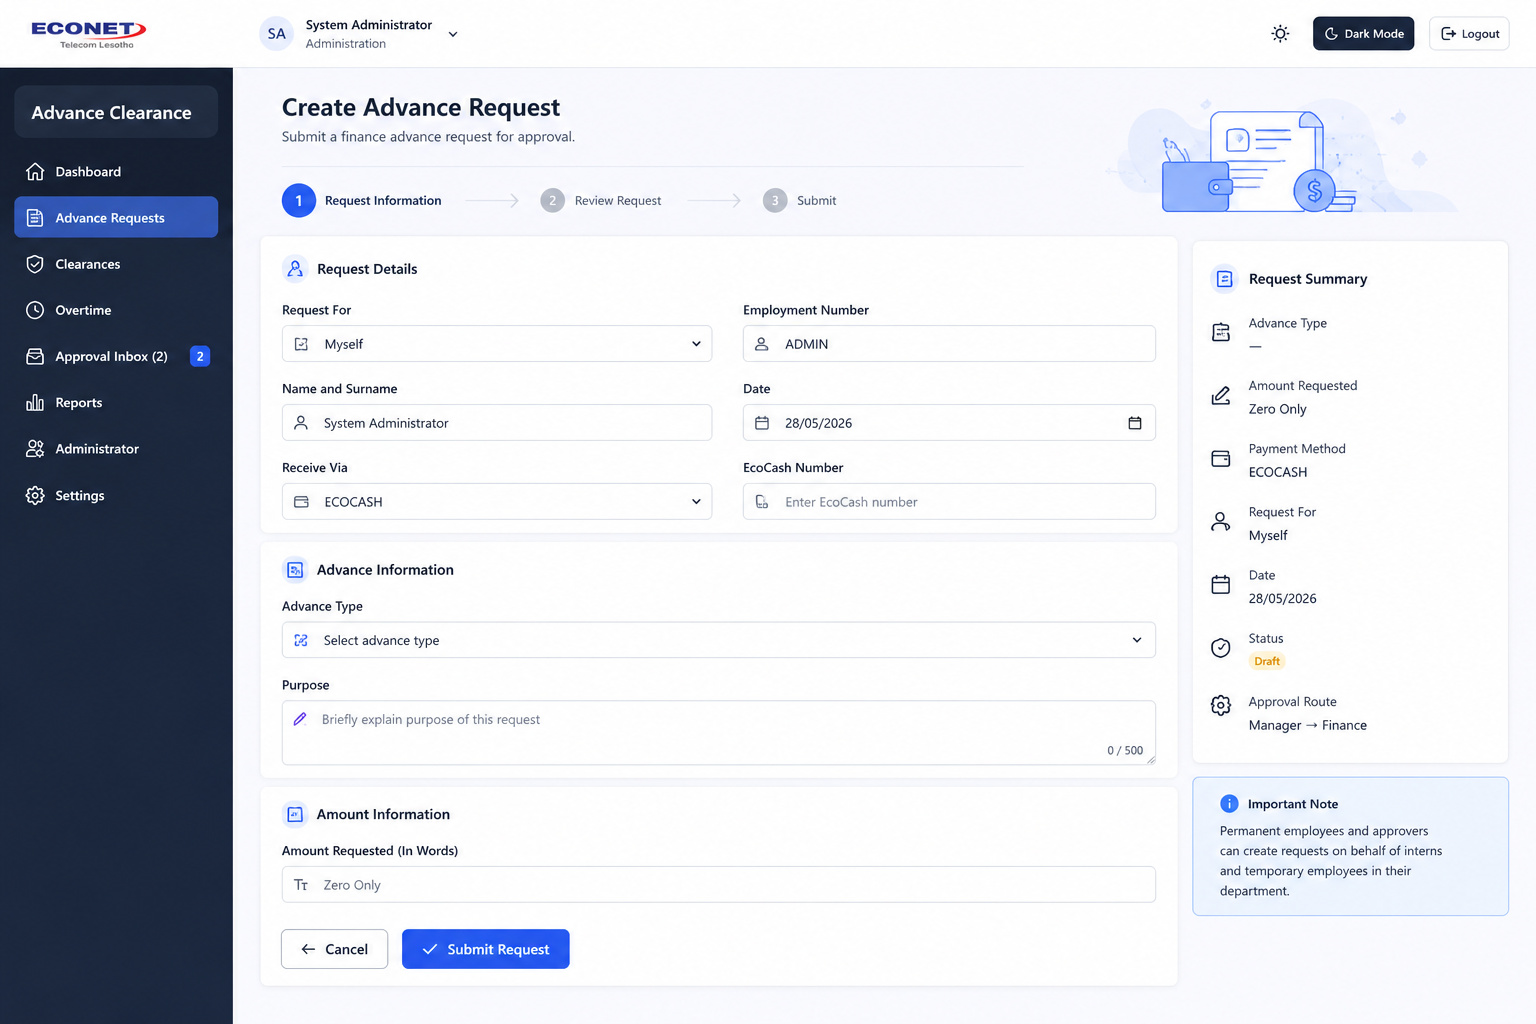 ECONET
Telecom Lesotho
SA
System Administrator
Administration
Dark Mode
Logout
Advance Clearance
Dashboard
Advance Requests
Clearances
Overtime
Approval Inbox (2)
2
Reports
Administrator
Settings
Create Advance Request
Submit a finance advance request for approval.
1 Request Information
2 Review Request
3 Submit
Request Details
Request For
Myself
Employment Number
ADMIN
Name and Surname
System Administrator
Date
28/05/2026
Receive Via
ECOCASH
EcoCash Number
Enter EcoCash number
Advance Information
Advance Type
Select advance type
Purpose
Briefly explain purpose of this request
0 / 500
Amount Information
Amount Requested (In Words)
Tт Zero Only
← Cancel
Submit Request
$
Request Summary
Advance Type
—
Amount Requested
Zero Only
Payment Method
ECOCASH
Request For
Myself
Date
28/05/2026
Status
Draft
Approval Route
Manager → Finance
i Important Note
Permanent employees and approvers
can create requests on behalf of interns
and temporary employees in their
department.